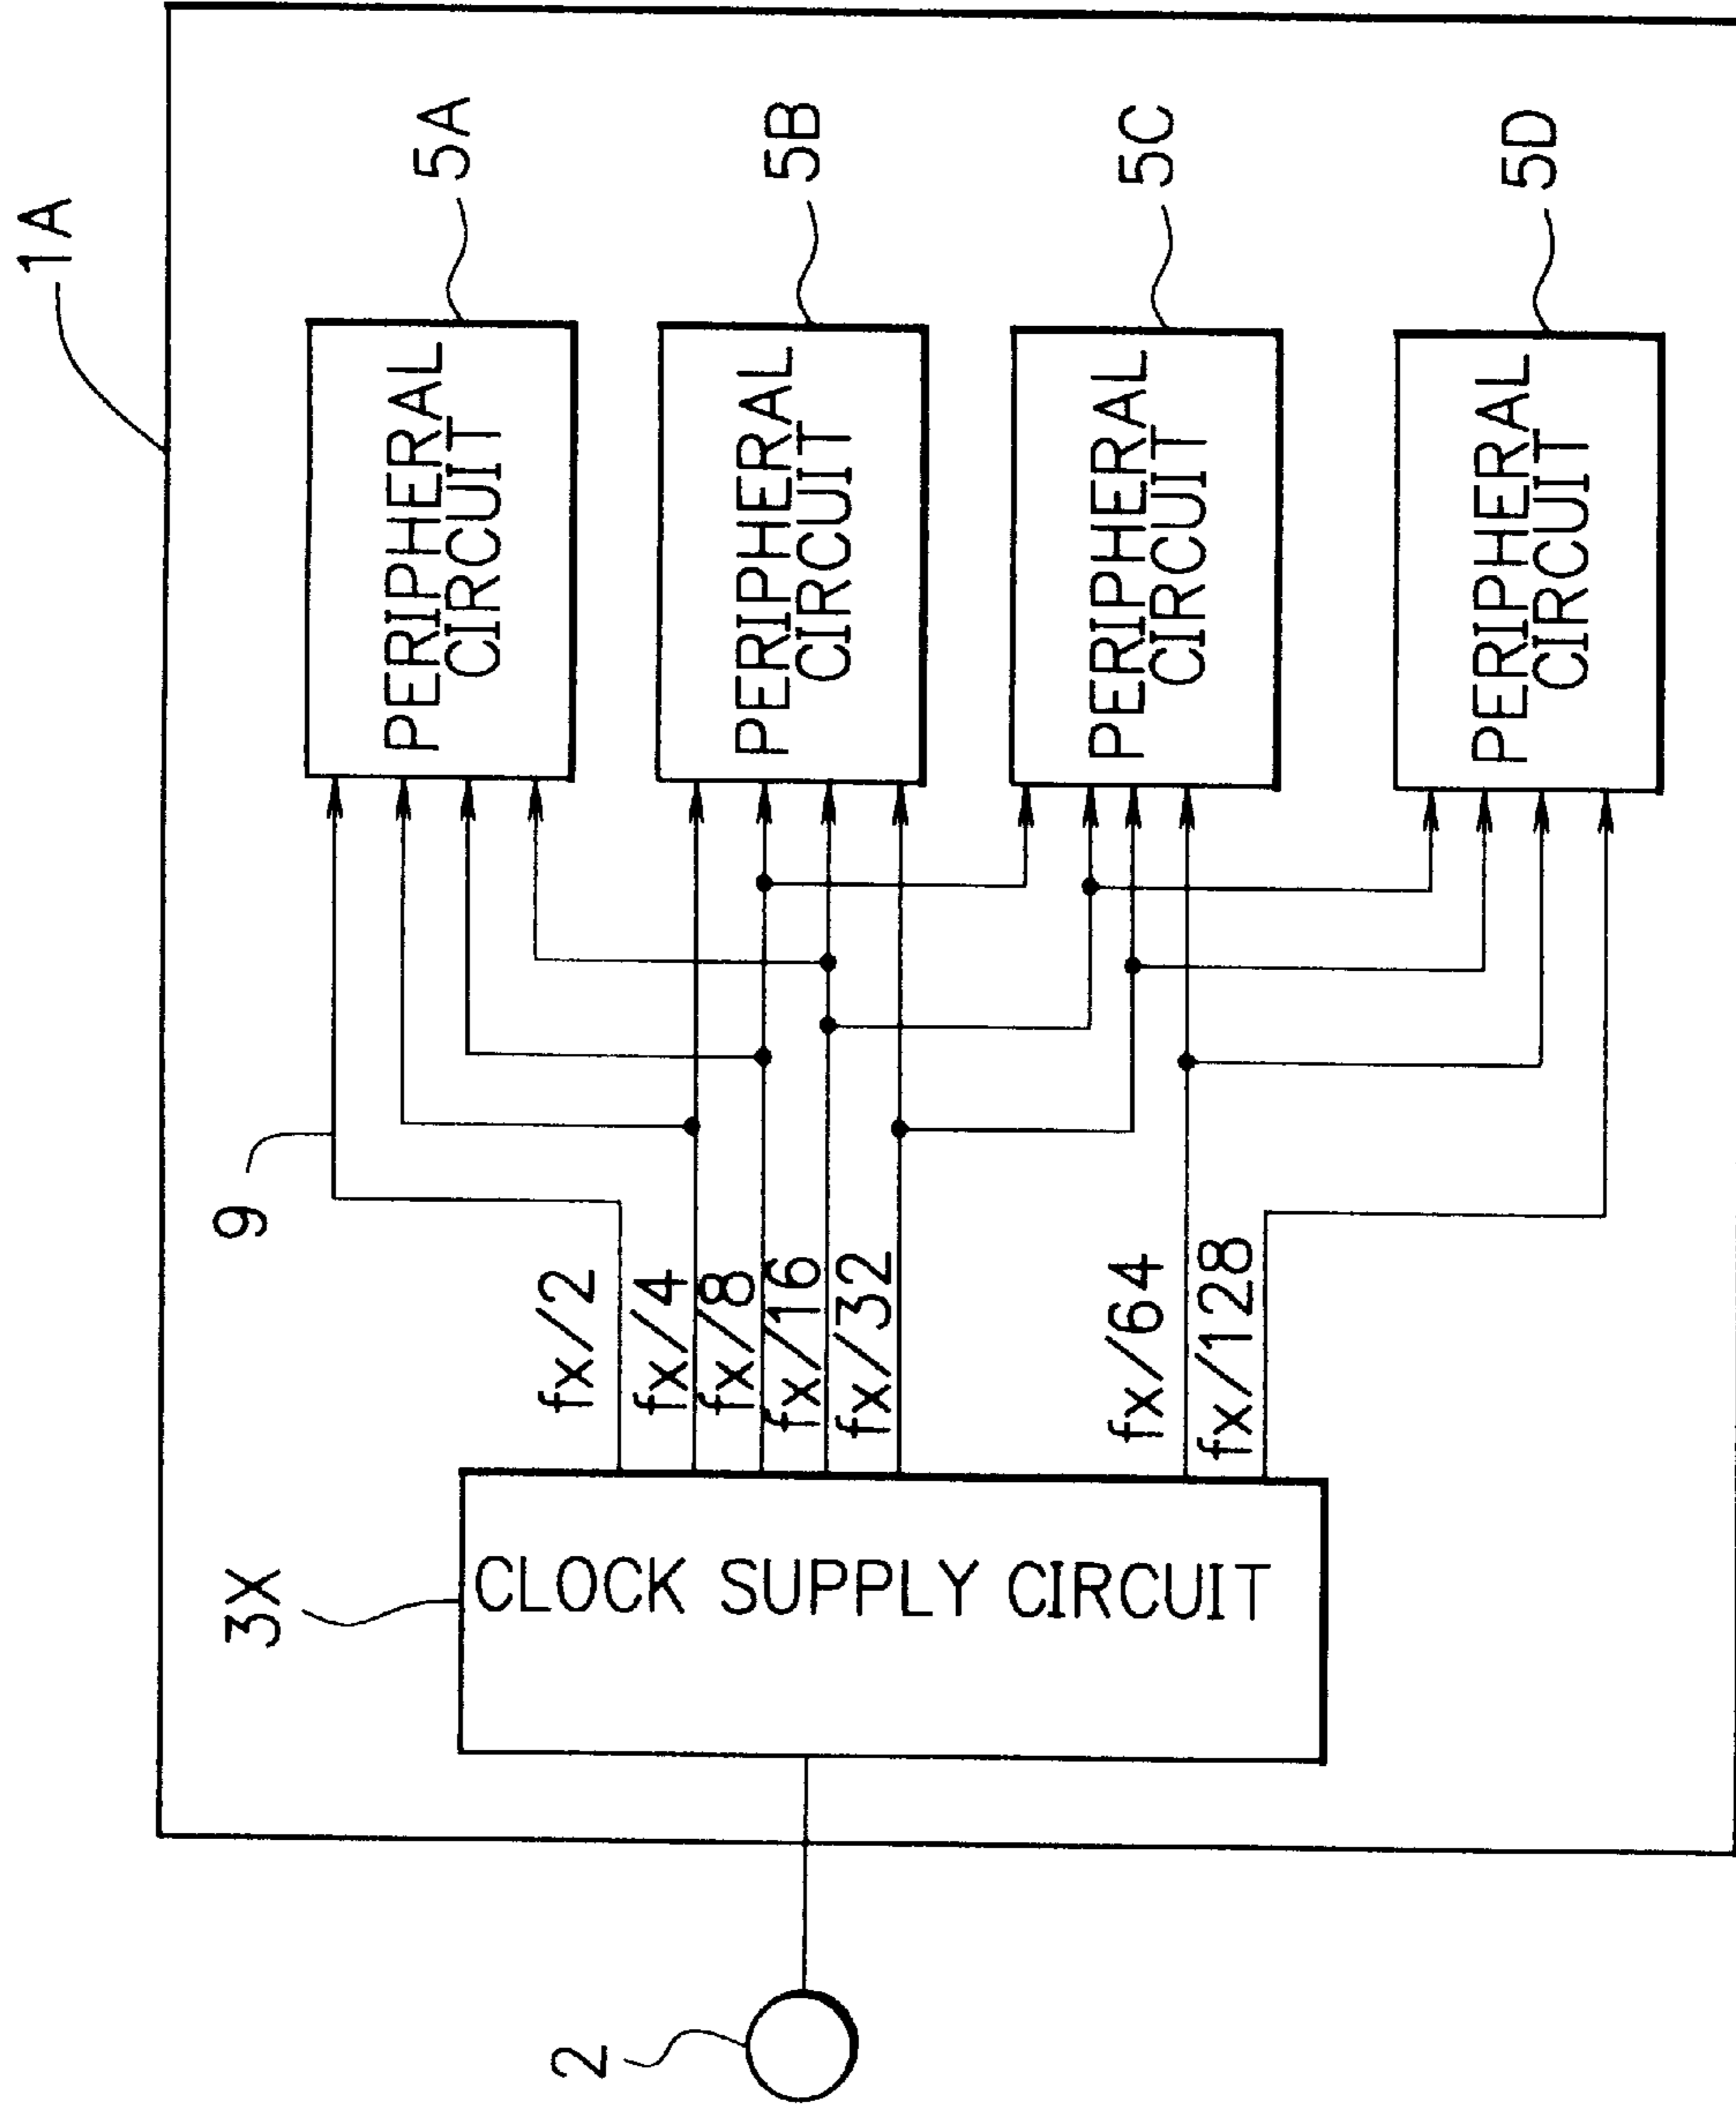 1A
3X
9
fx/2
fx/4
fx/8
fx/16
fx/32
fx/64
fx/128
CLOCK SUPPLY CIRCUIT
2
PERIPHERAL
CIRCUIT
5A
PERIPHERAL
CIRCUIT
5B
PERIPHERAL
CIRCUIT
5C
PERIPHERAL
CIRCUIT
5D